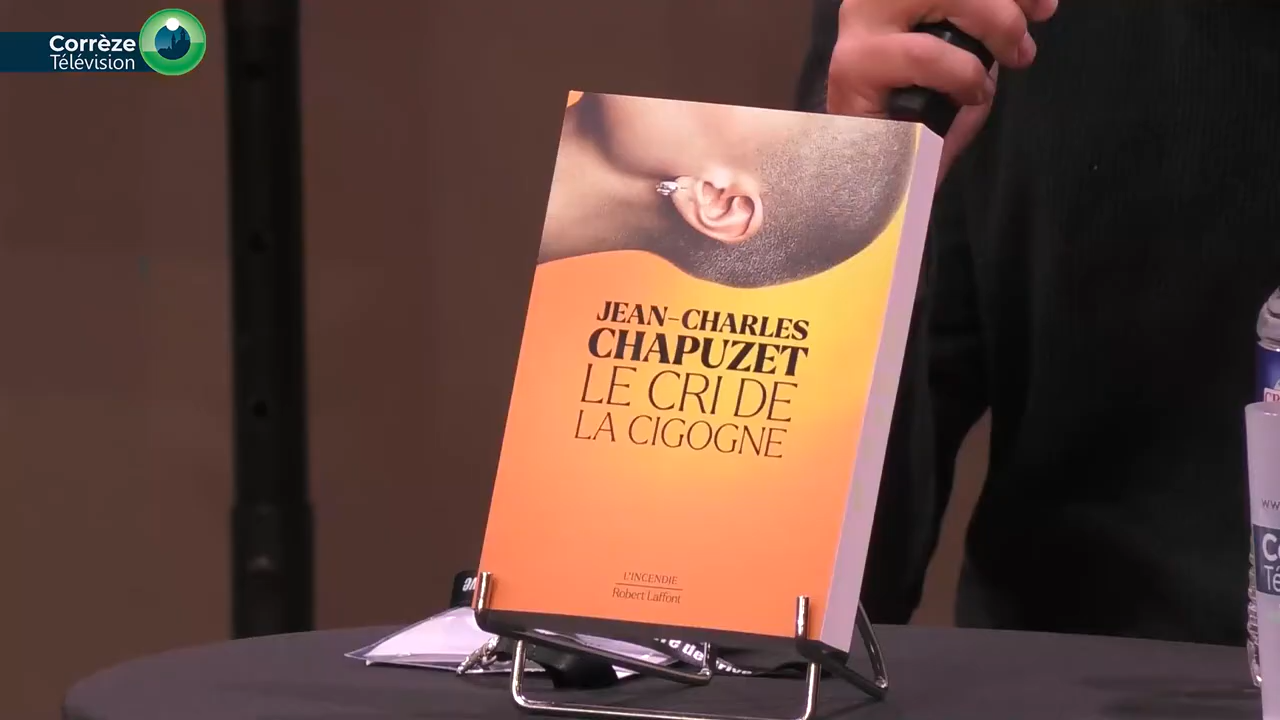 Corrèze
Télévision
JEAN-CHARLES
CHAPUZET
LE CRI DE
LA CIGOGNE
L'INCENDIE
Robert Laffont